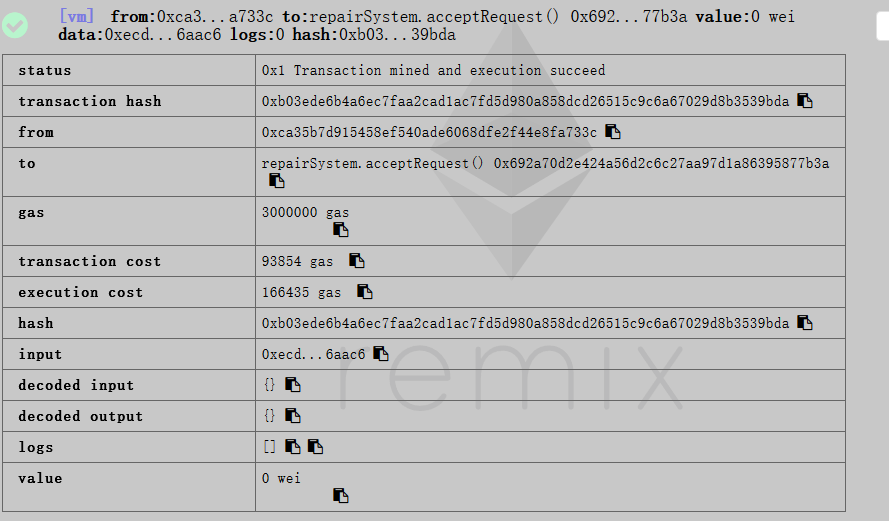 [vm] from:0xca3...a733c to:repairSystem.acceptRequest() 0x692...77b3a value:0 wei
data:0xecd...6aac6 logs:0 hash:0xb03...39bda
status 0x1 Transaction mined and execution succeed
transaction hash 0xb03ede6b4a6ec7faa2cad1ac7fd5d980a858dcd26515c9c6a67029d8b3539bda
from 0xca35b7d915458ef540ade6068dfe2f44e8fa733c
to repairSystem.acceptRequest() 0x692a70d2e424a56d2c6c27aa97d1a86395877b3a
gas 3000000 gas
transaction cost 93854 gas
execution cost 166435 gas
hash 0xb03ede6b4a6ec7faa2cad1ac7fd5d980a858dcd26515c9c6a67029d8b3539bda
input 0xecd...6aac6
decoded input {}
decoded output {}
logs []
value 0 wei
remix